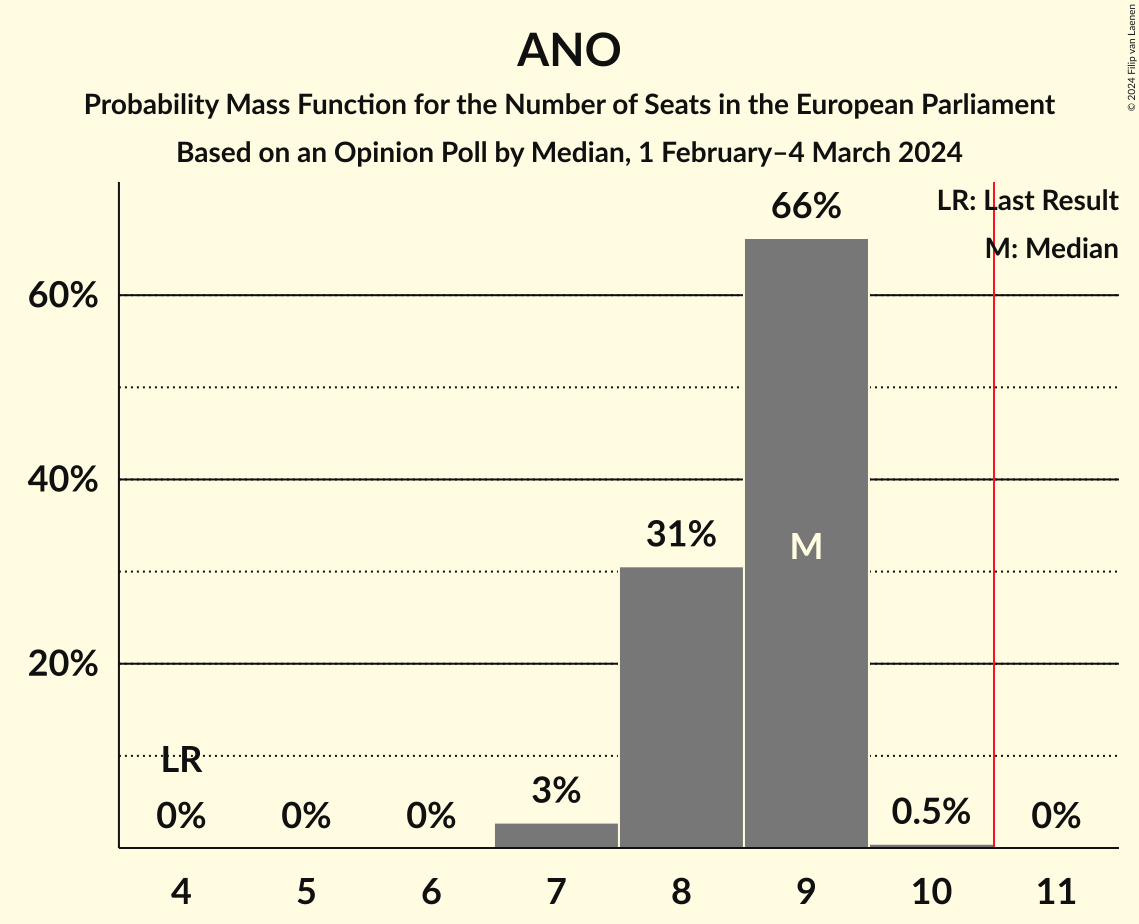 ANO
Probability Mass Function for the Number of Seats in the European Parliament
Based on an Opinion Poll by Median, 1 February–4 March 2024
© 2024 Filip van Laenen
LR: Last Result
M: Median
66%
60%
40%
31%
M
20%
LR
3%
0.5%
0%
0%
0%
0%
4
5
6
7
8
9
10
11